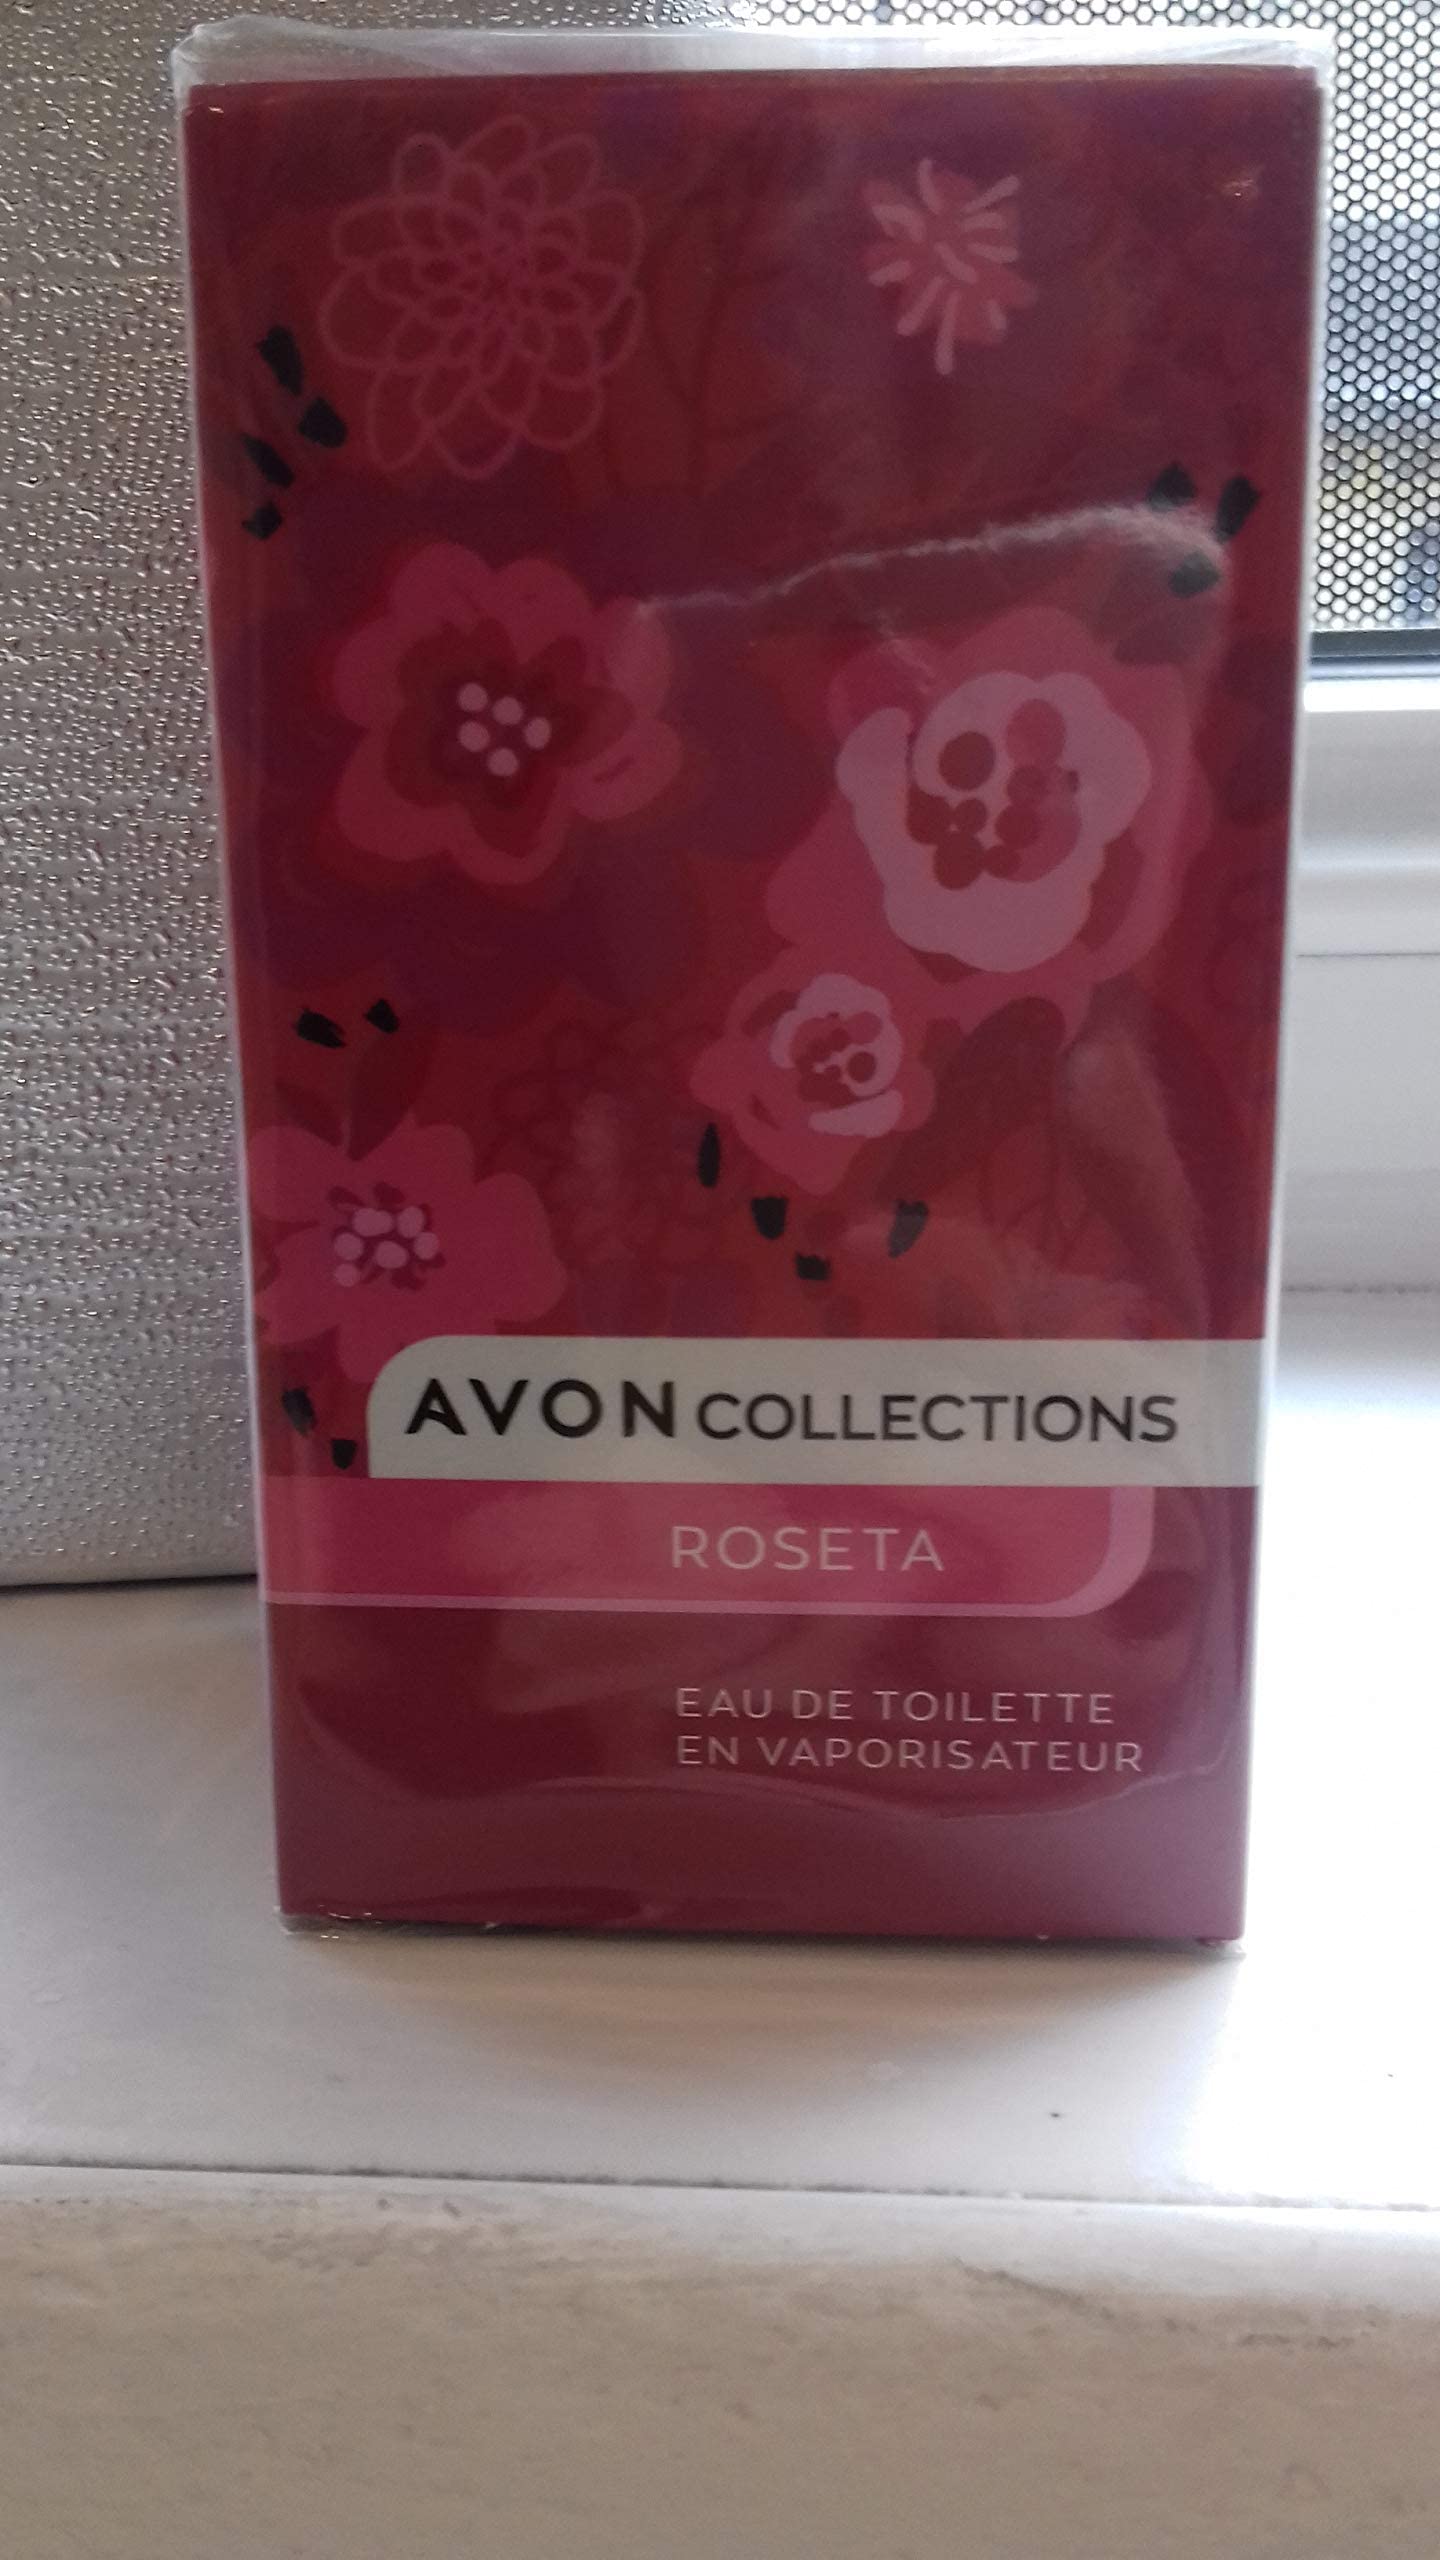 AVON COLLECTIONS
ROSETA
EAU DE TOILETTE
EN VAPORISATEUR